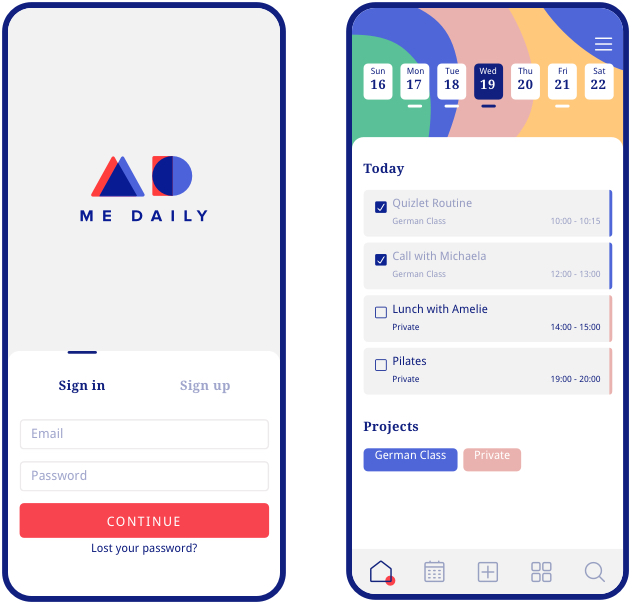 ME DAILY
Sign in
Sign up
Email
Password
CONTINUE
Lost your password?
Sun Mon Tue Wed Thu Fri Sat
16 17 18 19 20 21 22
Today
Quizlet Routine
German Class 10:00 - 10:15
Call with Michaela
German Class 12:00 - 13:00
Lunch with Amelie
Private 14:00 - 15:00
Pilates
Private 19:00 - 20:00
Projects
German Class Private